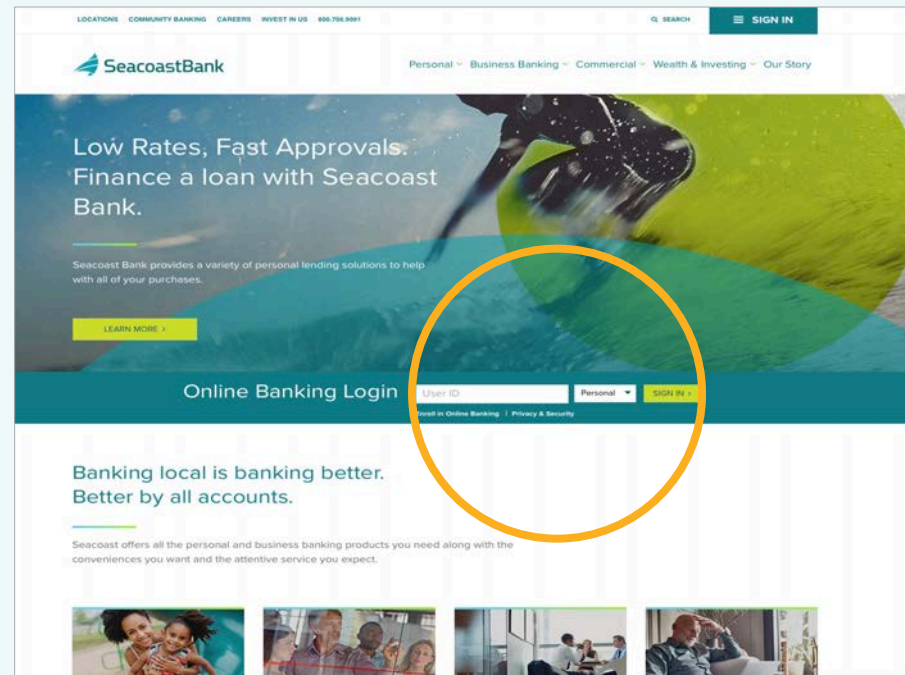 LOCATIONS COMMUNITY BANKING CAREERS INVEST IN US 800.706.9991
SEARCH
SIGN IN
SeacoastBank
Personal Business Banking Commercial Wealth & Investing Our Story
Low Rates, Fast Approvals.
Finance a loan with Seacoast
Bank.
Seacoast Bank provides a variety of personal lending solutions to help
with all of your purchases.
LEARN MORE >
Online Banking Login
User ID
Personal
SIGN IN >
Enroll in Online Banking | Privacy & Security
Banking local is banking better.
Better by all accounts.
Seacoast offers all the personal and business banking products you need along with the
conveniences you want and the attentive service you expect.